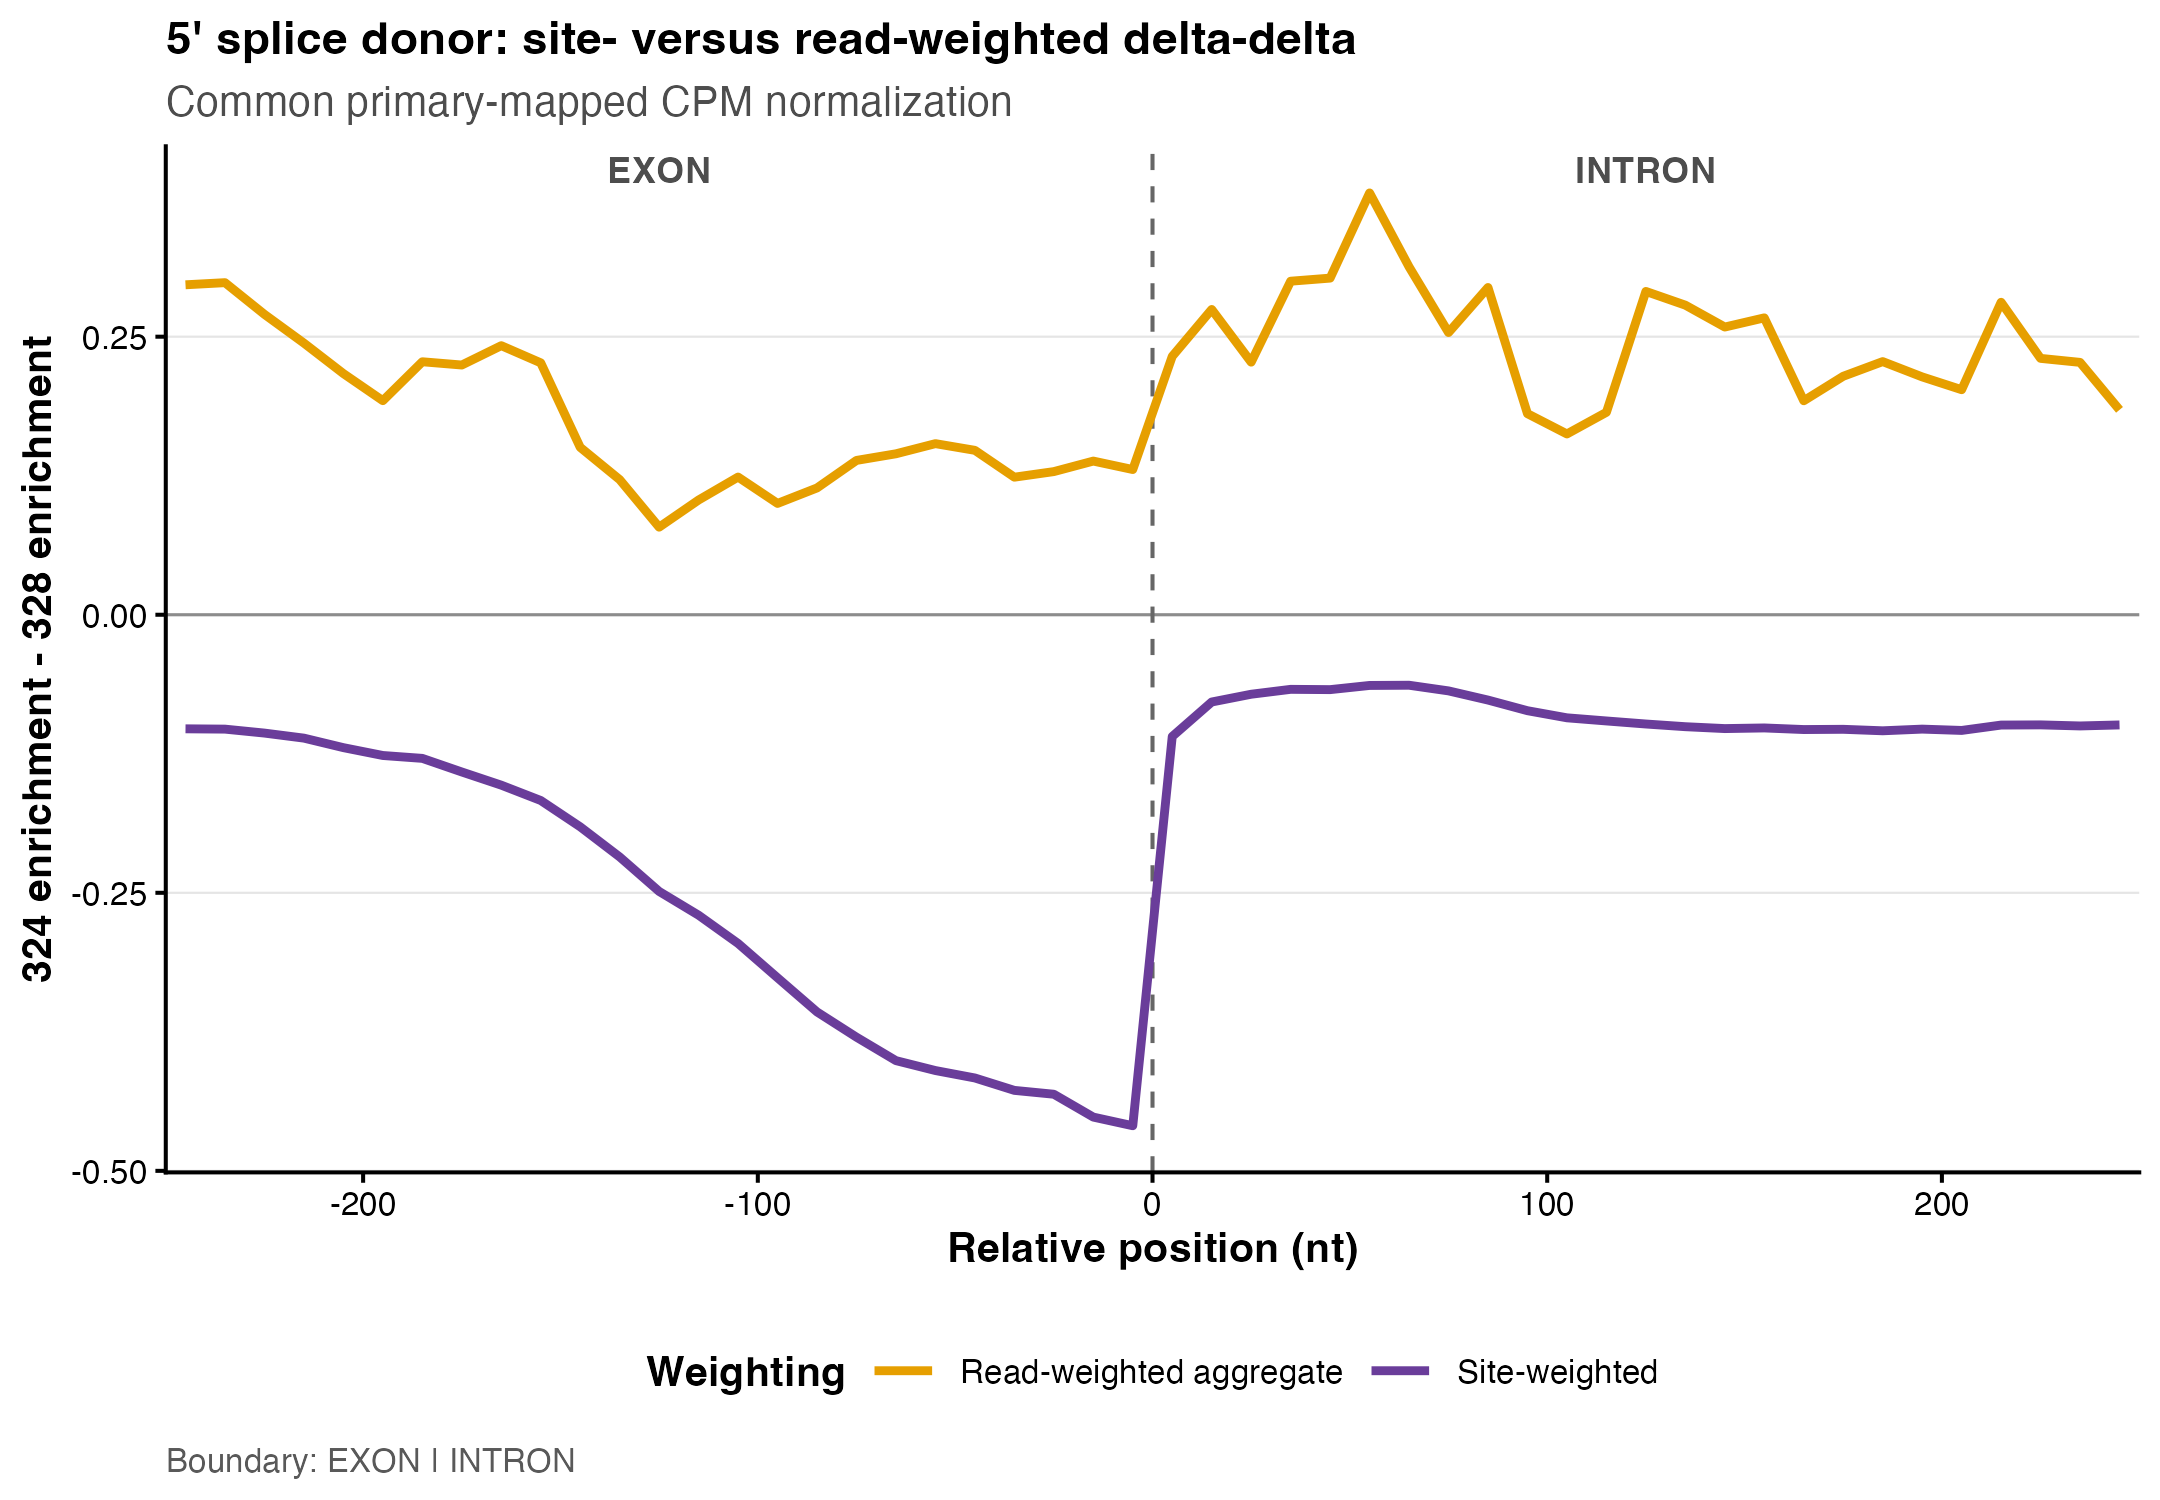 5' splice donor: site- versus read-weighted delta-delta
Common primary-mapped CPM normalization
EXON
INTRON
324 enrichment - 328 enrichment
0.25
0.00
-0.25
-0.50
-200
-100
0
100
200
Relative position (nt)
Weighting
Read-weighted aggregate
Site-weighted
Boundary: EXON | INTRON